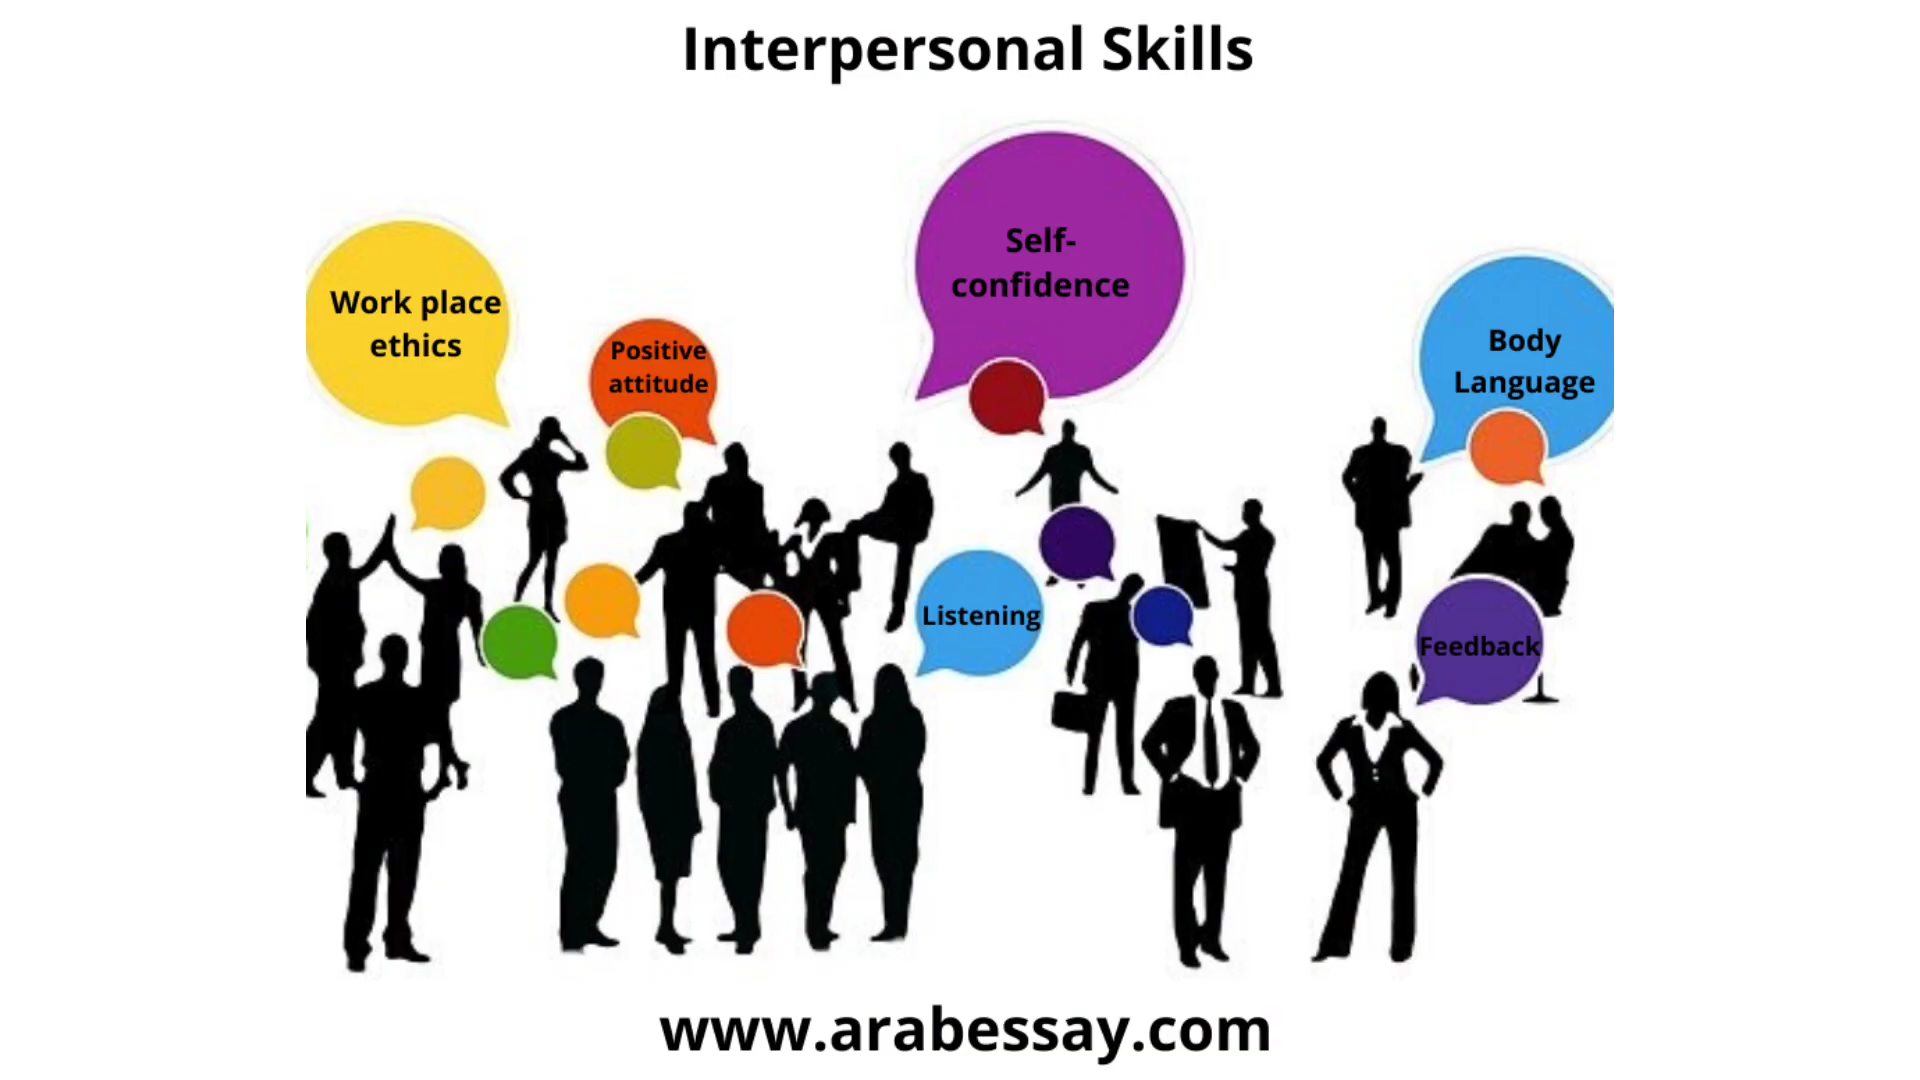 Interpersonal Skills
Self-
confidence
Work place
ethics
Positive
attitude
Body
Language
Listening
Feedback
www.arabessay.com